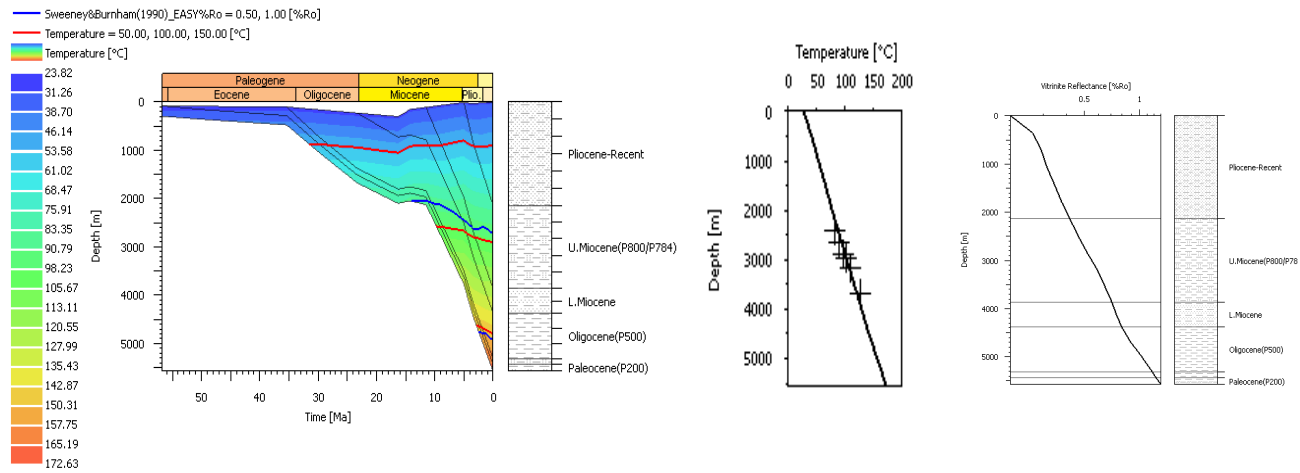 Sweeney&Burnham(1990)_EASY%Ro = 0.50, 1.00 [%Ro]
Temperature = 50.00, 100.00, 150.00 [°C]
Temperature [°C]
23.82
31.26
38.70
46.14
53.58
61.02
68.47
75.91
83.35
90.79
98.23
105.67
113.11
120.55
127.99
135.43
142.87
150.31
157.75
165.19
172.63
Paleogene
Neogene
Eocene
Oligocene
Miocene
Plio.
0
1000
2000
3000
4000
5000
Depth [m]
50
40
30
20
10
0
Time [Ma]
Pliocene-Recent
U.Miocene(P800/P784)
L.Miocene
Oligocene(P500)
Paleocene(P200)
Temperature [°C]
0
50
100
150
200
0
1000
2000
3000
4000
5000
Depth [m]
Vitrinite Reflectance [%Ro]
0.5
1
0
1000
2000
3000
4000
5000
Depth [m]
Pliocene-Recent
U.Miocene(P800/P78
L.Miocene
Oligocene(P500)
Paleocene(P200)